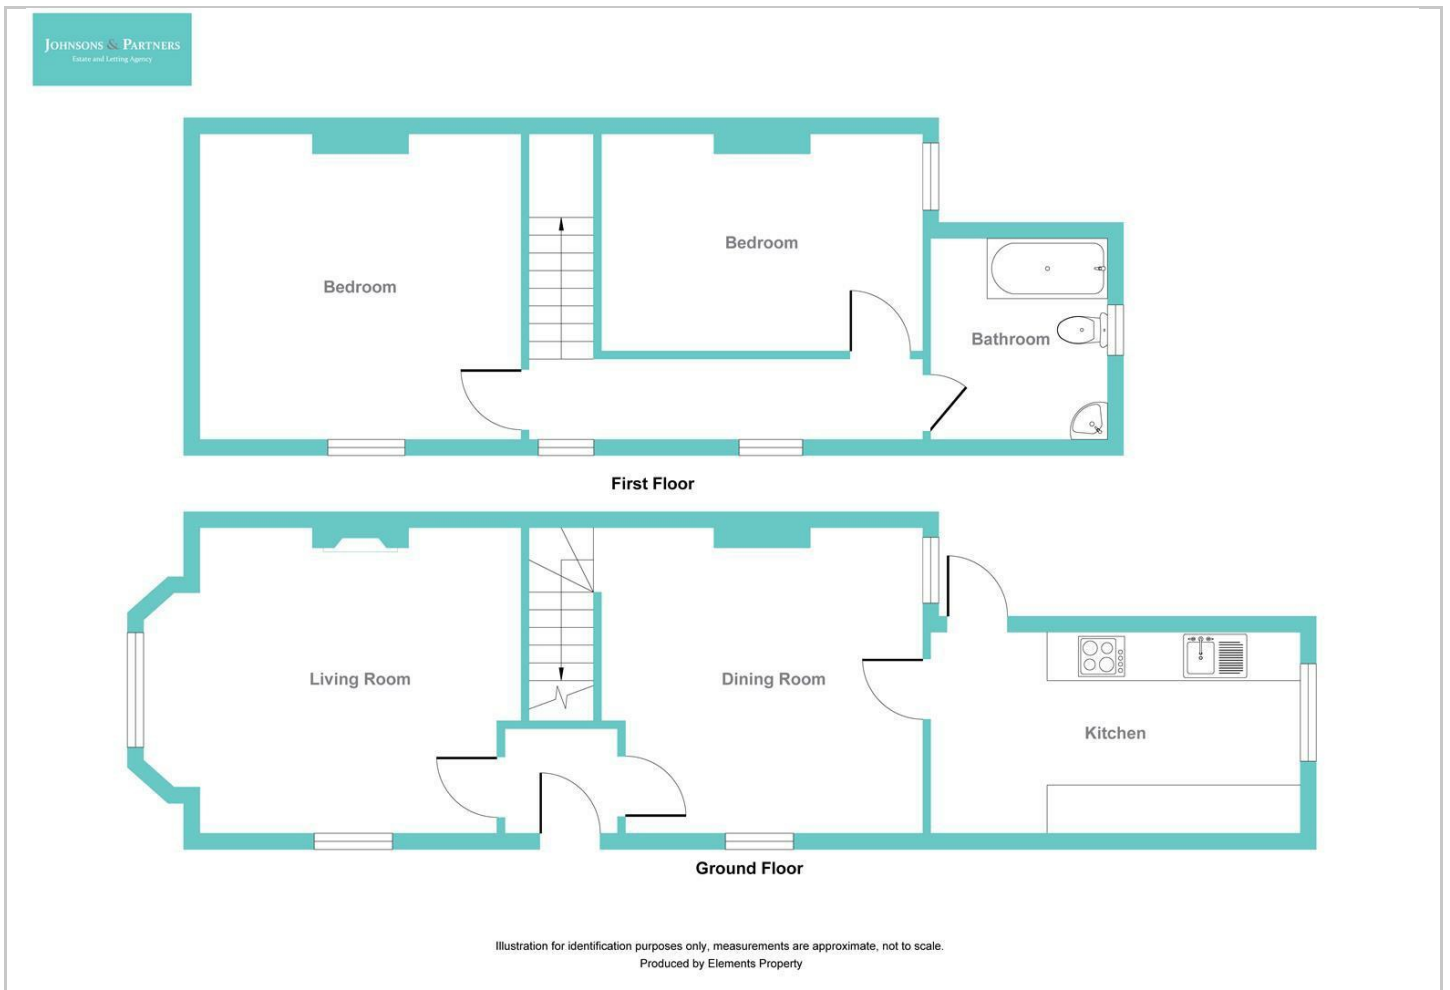 JOHNSONS & PARTNERS
Estate and Letting Agency
Bedroom
Bedroom
Bathroom
First Floor
Living Room
Dining Room
Kitchen
Ground Floor
Illustration for identification purposes only, measurements are approximate, not to scale.
Produced by Elements Property